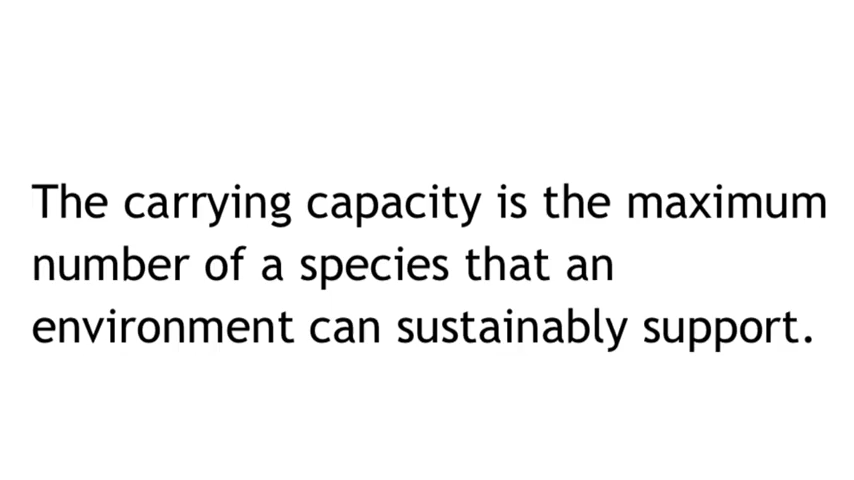 The carrying capacity is the maximum
number of a species that an
environment can sustainably support.